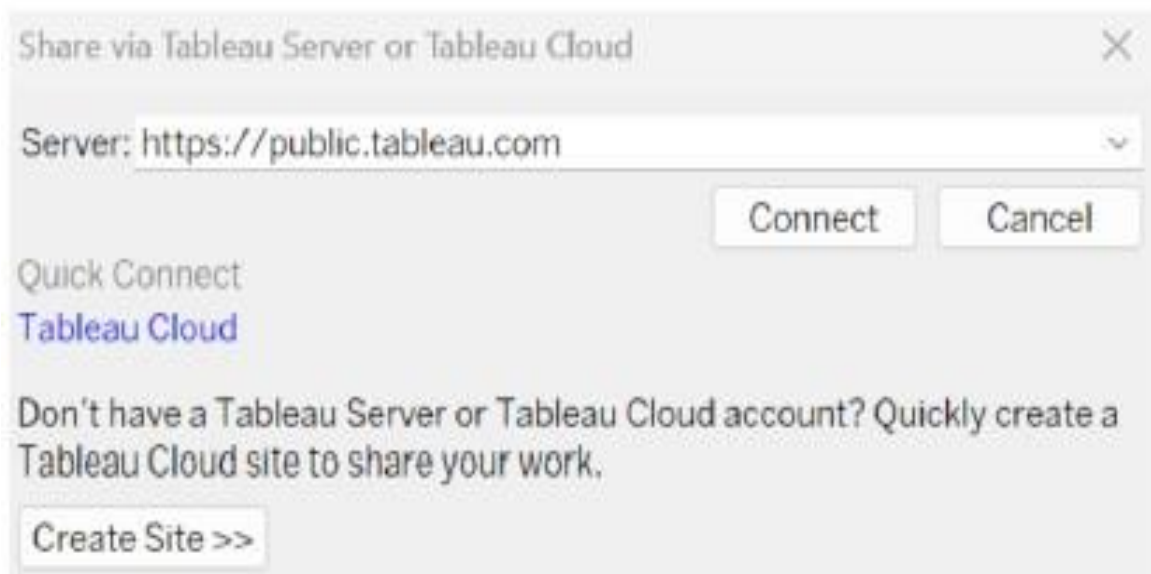 Share via Tableau Server or Tableau Cloud
Server: https://public.tableau.com
Connect Cancel
Quick Connect
Tableau Cloud
Don't have a Tableau Server or Tableau Cloud account? Quickly create a
Tableau Cloud site to share your work.
Create Site >>